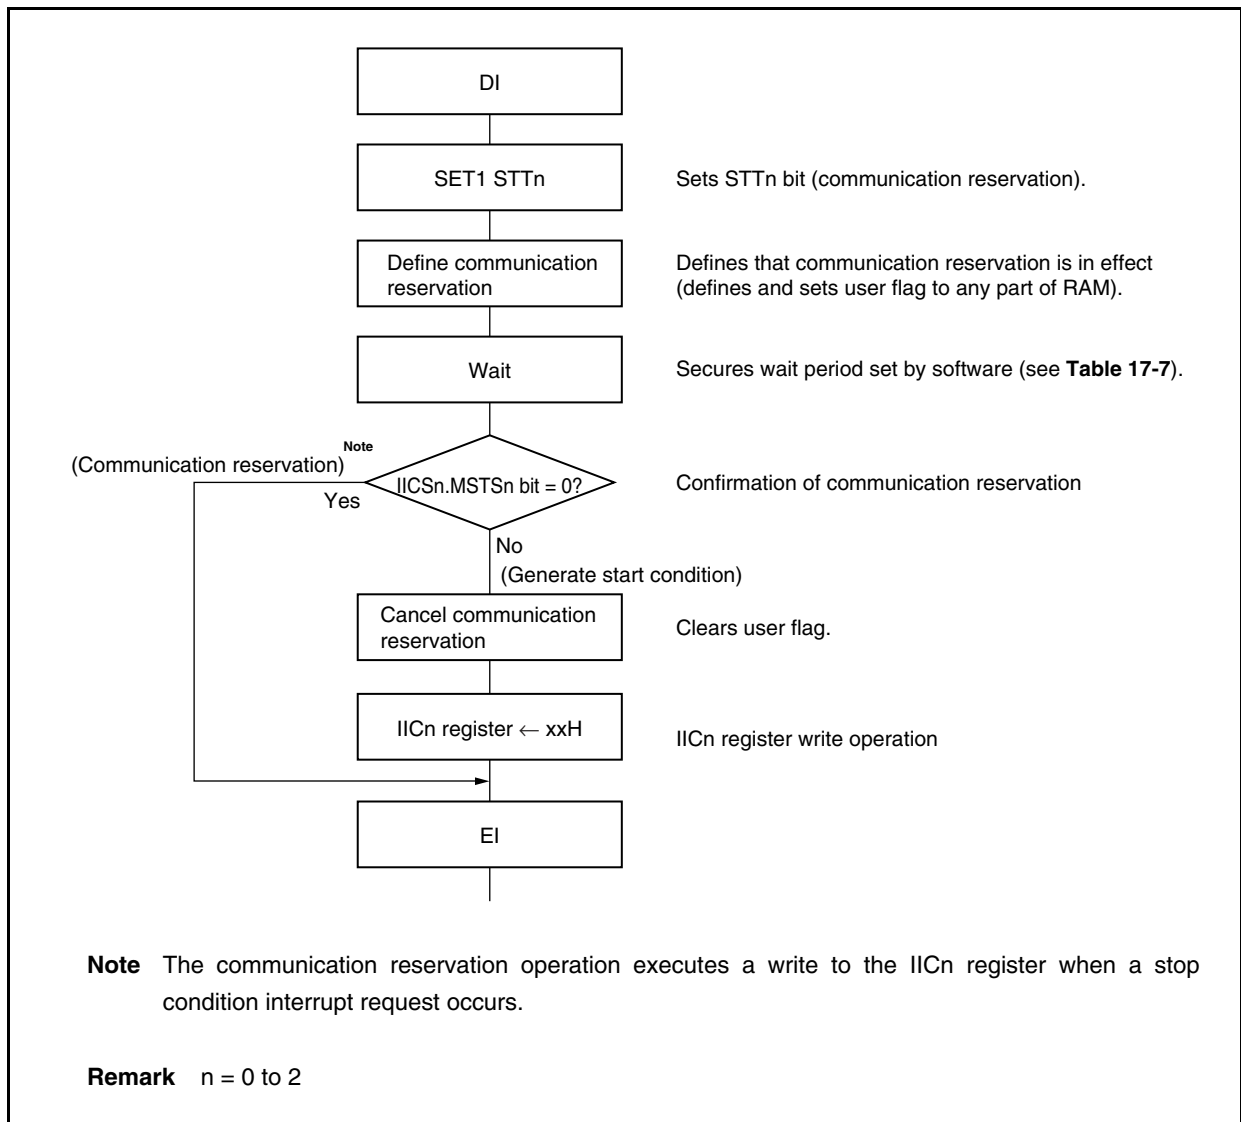 DI
SET1 STTn
Sets STTn bit (communication reservation).
Define communication
reservation
Defines that communication reservation is in effect
(defines and sets user flag to any part of RAM).
Wait
Secures wait period set by software (see Table 17-7).
(Communication reservation)Note
IICSn.MSTSn bit = 0?
Confirmation of communication reservation
Yes
No
(Generate start condition)
Cancel communication
reservation
Clears user flag.
IICn register ← xxH
IICn register write operation
EI
Note The communication reservation operation executes a write to the IICn register when a stop
condition interrupt request occurs.
Remark n = 0 to 2